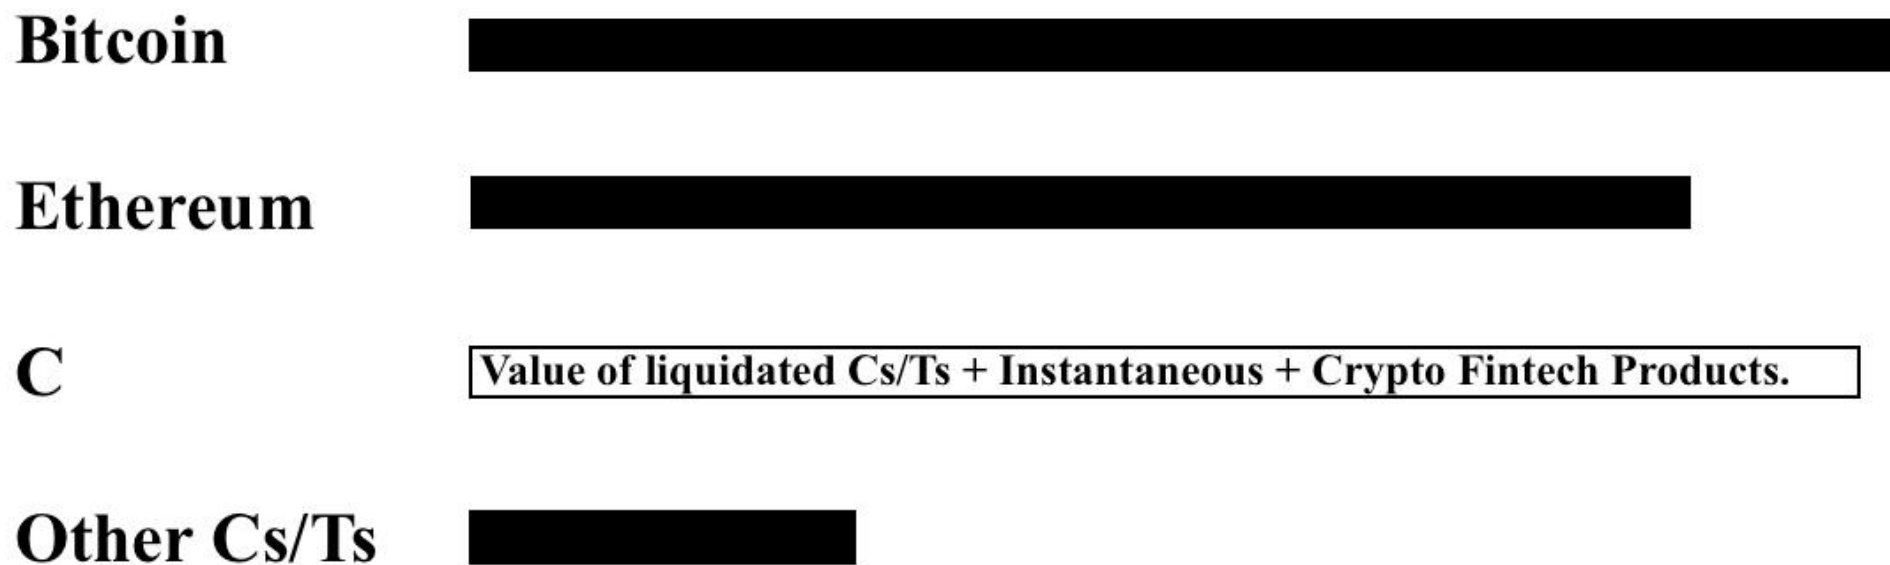 Bitcoin
Ethereum
C
Value of liquidated Cs/Ts + Instantaneous + Crypto Fintech Products.
Other Cs/Ts